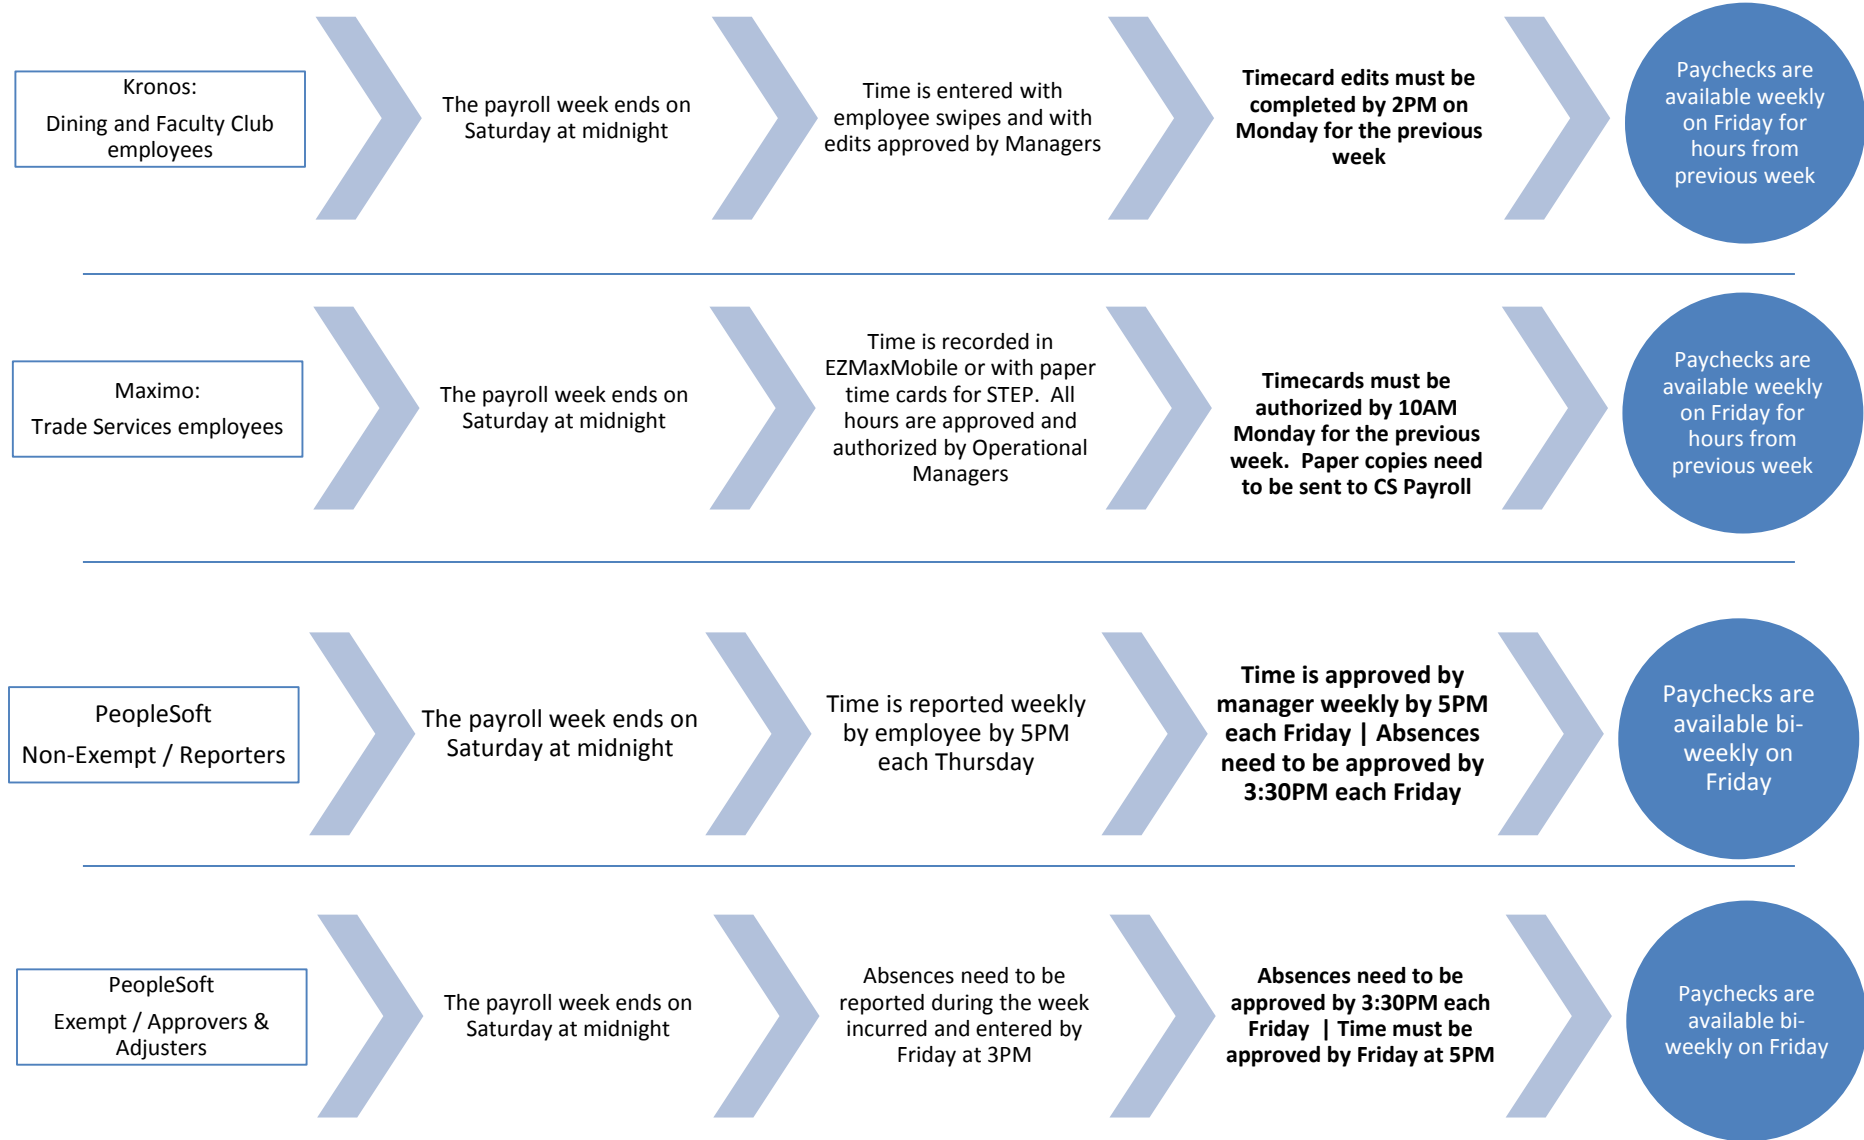 Kronos:
Dining and Faculty Club
employees
The payroll week ends on
Saturday at midnight
Time is entered with
employee swipes and with
edits approved by Managers
Timecard edits must be
completed by 2PM on
Monday for the previous
week
Paychecks are
available weekly
on Friday for
hours from
previous week
Maximo:
Trade Services employees
The payroll week ends on
Saturday at midnight
Time is recorded in
EZMaxMobile or with paper
time cards for STEP.  All
hours are approved and
authorized by Operational
Managers
Timecards must be
authorized by 10AM
Monday for the previous
week.  Paper copies need
to be sent to CS Payroll
Paychecks are
available weekly
on Friday for
hours from
previous week
PeopleSoft
Non-Exempt / Reporters
The payroll week ends on
Saturday at midnight
Time is reported weekly
by employee by 5PM
each Thursday
Time is approved by
manager weekly by 5PM
each Friday | Absences
need to be approved by
3:30PM each Friday
Paychecks are
available bi-
weekly on
Friday
PeopleSoft
Exempt / Approvers &
Adjusters
The payroll week ends on
Saturday at midnight
Absences need to be
reported during the week
incurred and entered by
Friday at 3PM
Absences need to be
approved by 3:30PM each
Friday  | Time must be
approved by Friday at 5PM
Paychecks are
available bi-
weekly on Friday